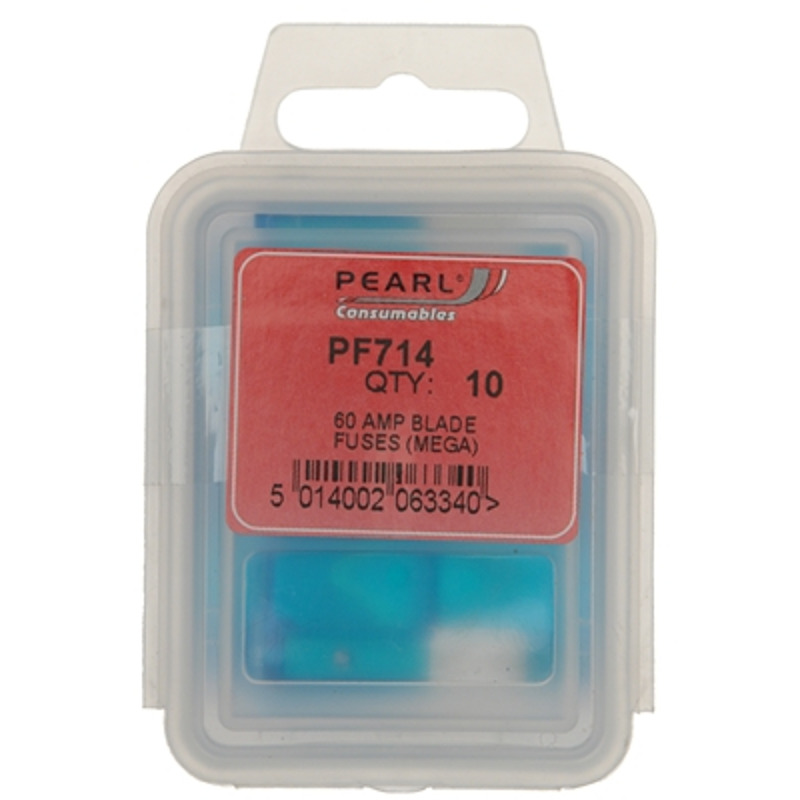 PEARL©
Consumables
PF714
QTY: 10
60 AMP BLADE
FUSES (MEGA)
5 014002 063340>